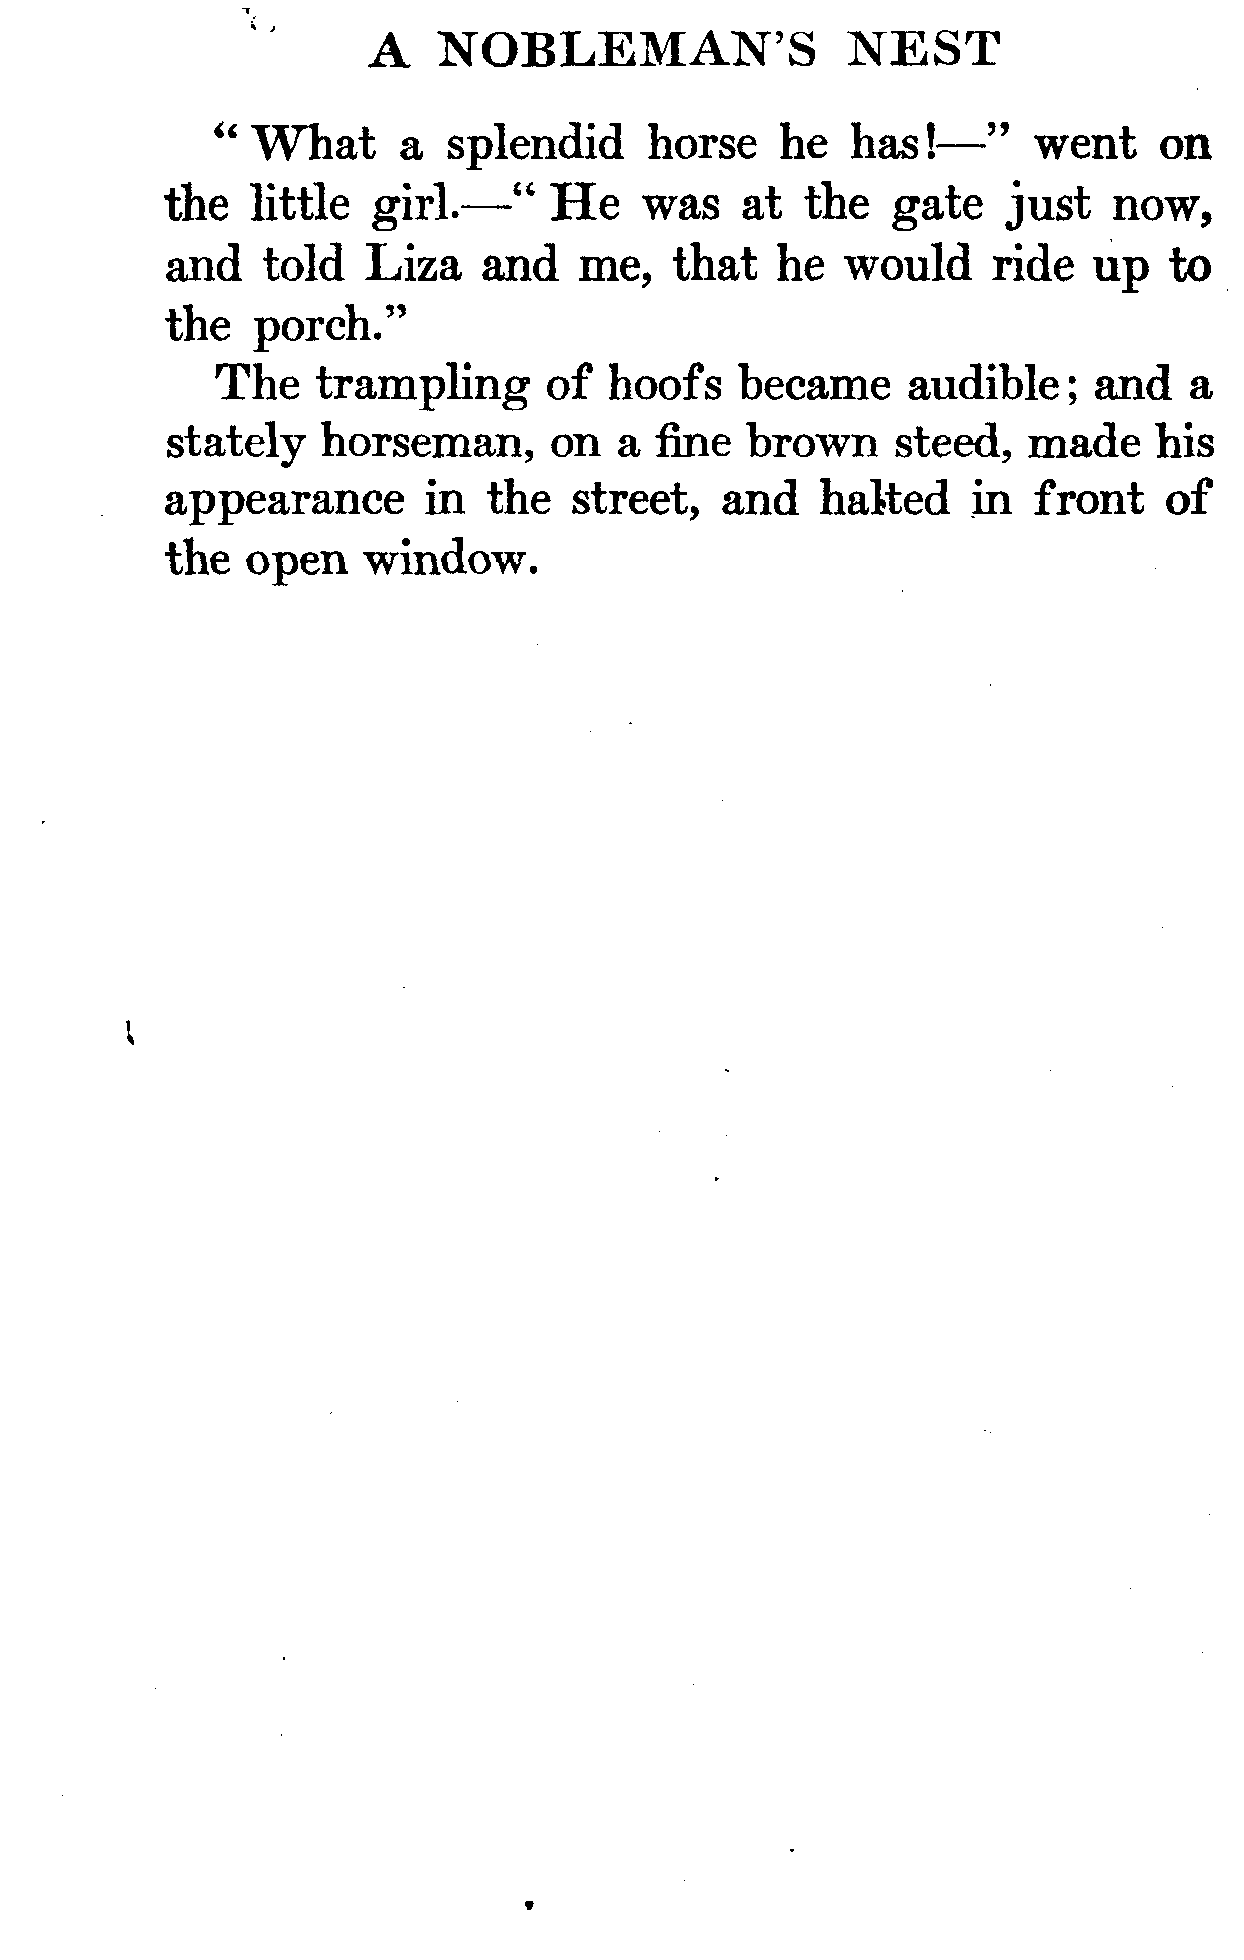 A NOBLEMAN'S NEST
“ What a splendid horse he has!—” went on
the little girl.—“ He was at the gate just now,
and told Liza and me, that he would ride up to
the porch.”
The trampling of hoofs became audible; and a
stately horseman, on a fine brown steed, made his
appearance in the street, and halted in front of
the open window.